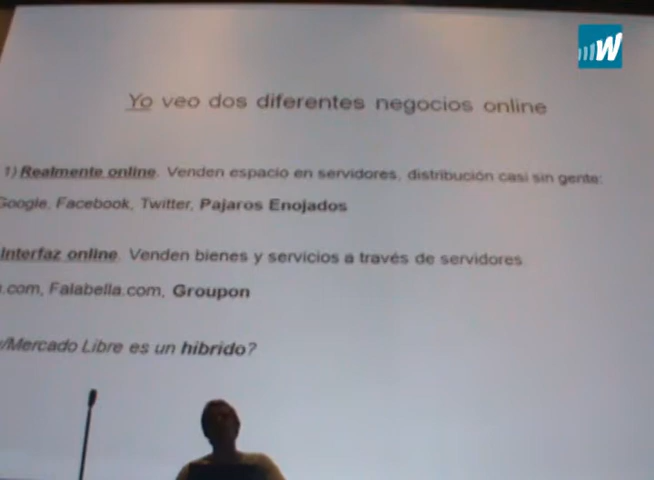 W
Yo veo dos diferentes negocios online
1) Realmente online. Venden espacio en servidores, distribución casi sin gente:
Google, Facebook, Twitter, Pajaros Enojados
Interfaz online. Venden bienes y servicios a través de servidores
.com, Falabella.com, Groupon
/Mercado Libre es un híbrido?